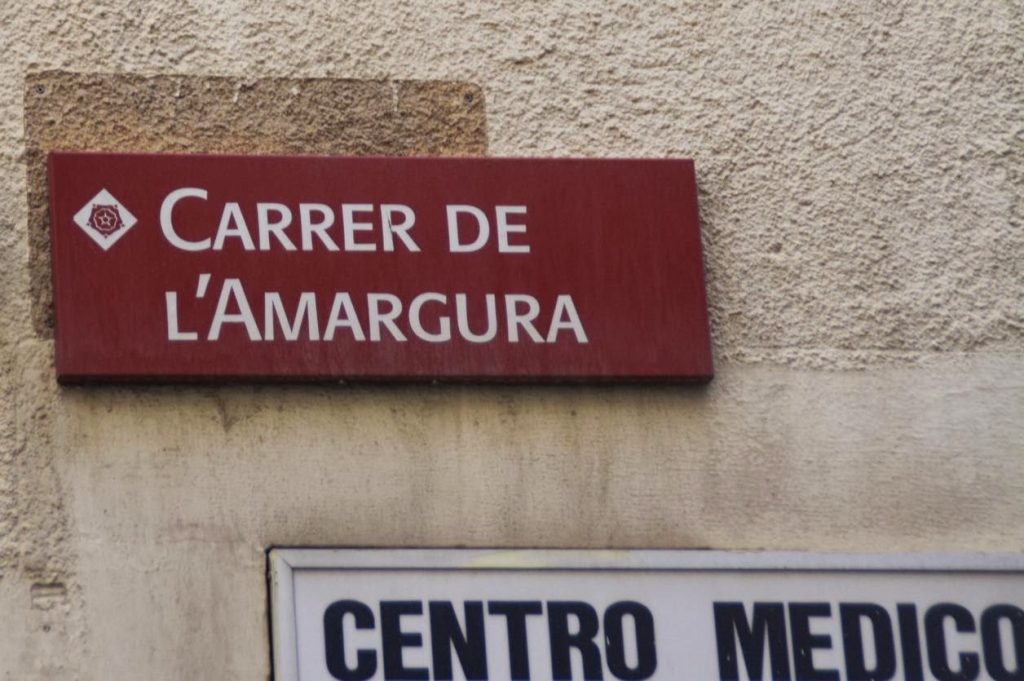 CARRER DE
L'AMARGURA
CENTRO MEDICO